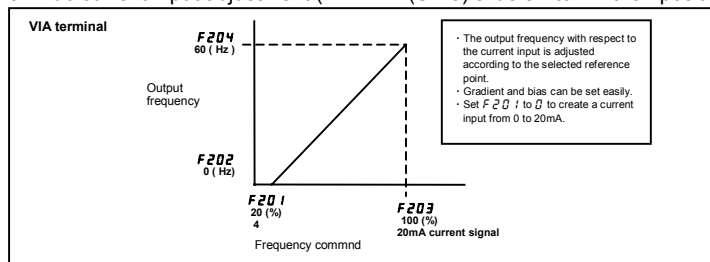 VIA terminal
F204
60 ( Hz )
Output
frequency
F202
0 ( Hz)
F201
20 (%)
4
F203
100 (%)
20mA current signal
Frequency commnd
· The output frequency with respect to
the current input is adjusted
according to the selected reference
point.
· Gradient and bias can be set easily.
· Set F201 to 0 to create a current
input from 0 to 20mA.